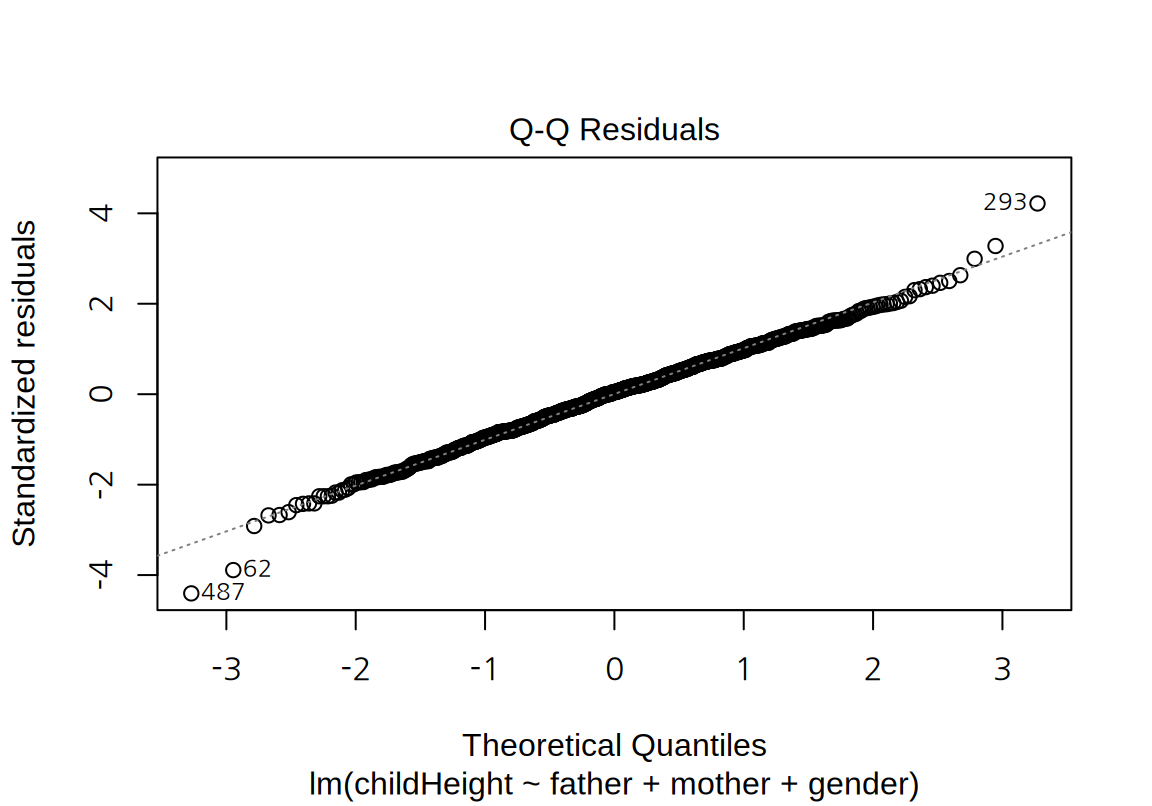 Q-Q Residuals
Standardized residuals
4
2
0
-2
-4
293
62
487
-3 -2 -1 0 1 2 3
Theoretical Quantiles
lm(childHeight ~ father + mother + gender)